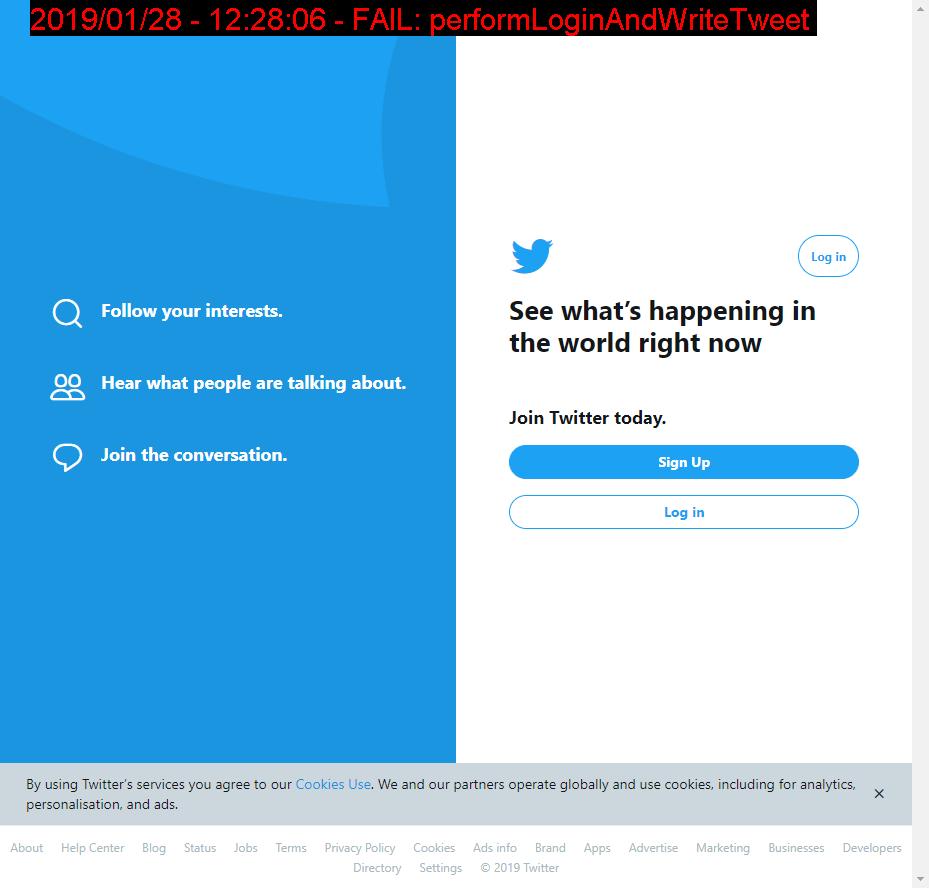 2019/01/28 - 12:28:06 - FAIL: performLoginAndWriteTweet
Follow your interests.
Hear what people are talking about.
Join the conversation.
Log in
See what’s happening in
the world right now
Join Twitter today.
Sign Up
Log in
By using Twitter’s services you agree to our Cookies Use. We and our partners operate globally and use cookies, including for analytics,
personalisation, and ads.
About Help Center Blog Status Jobs Terms Privacy Policy Cookies Ads info Brand Apps Advertise Marketing Businesses Developers
Directory Settings © 2019 Twitter